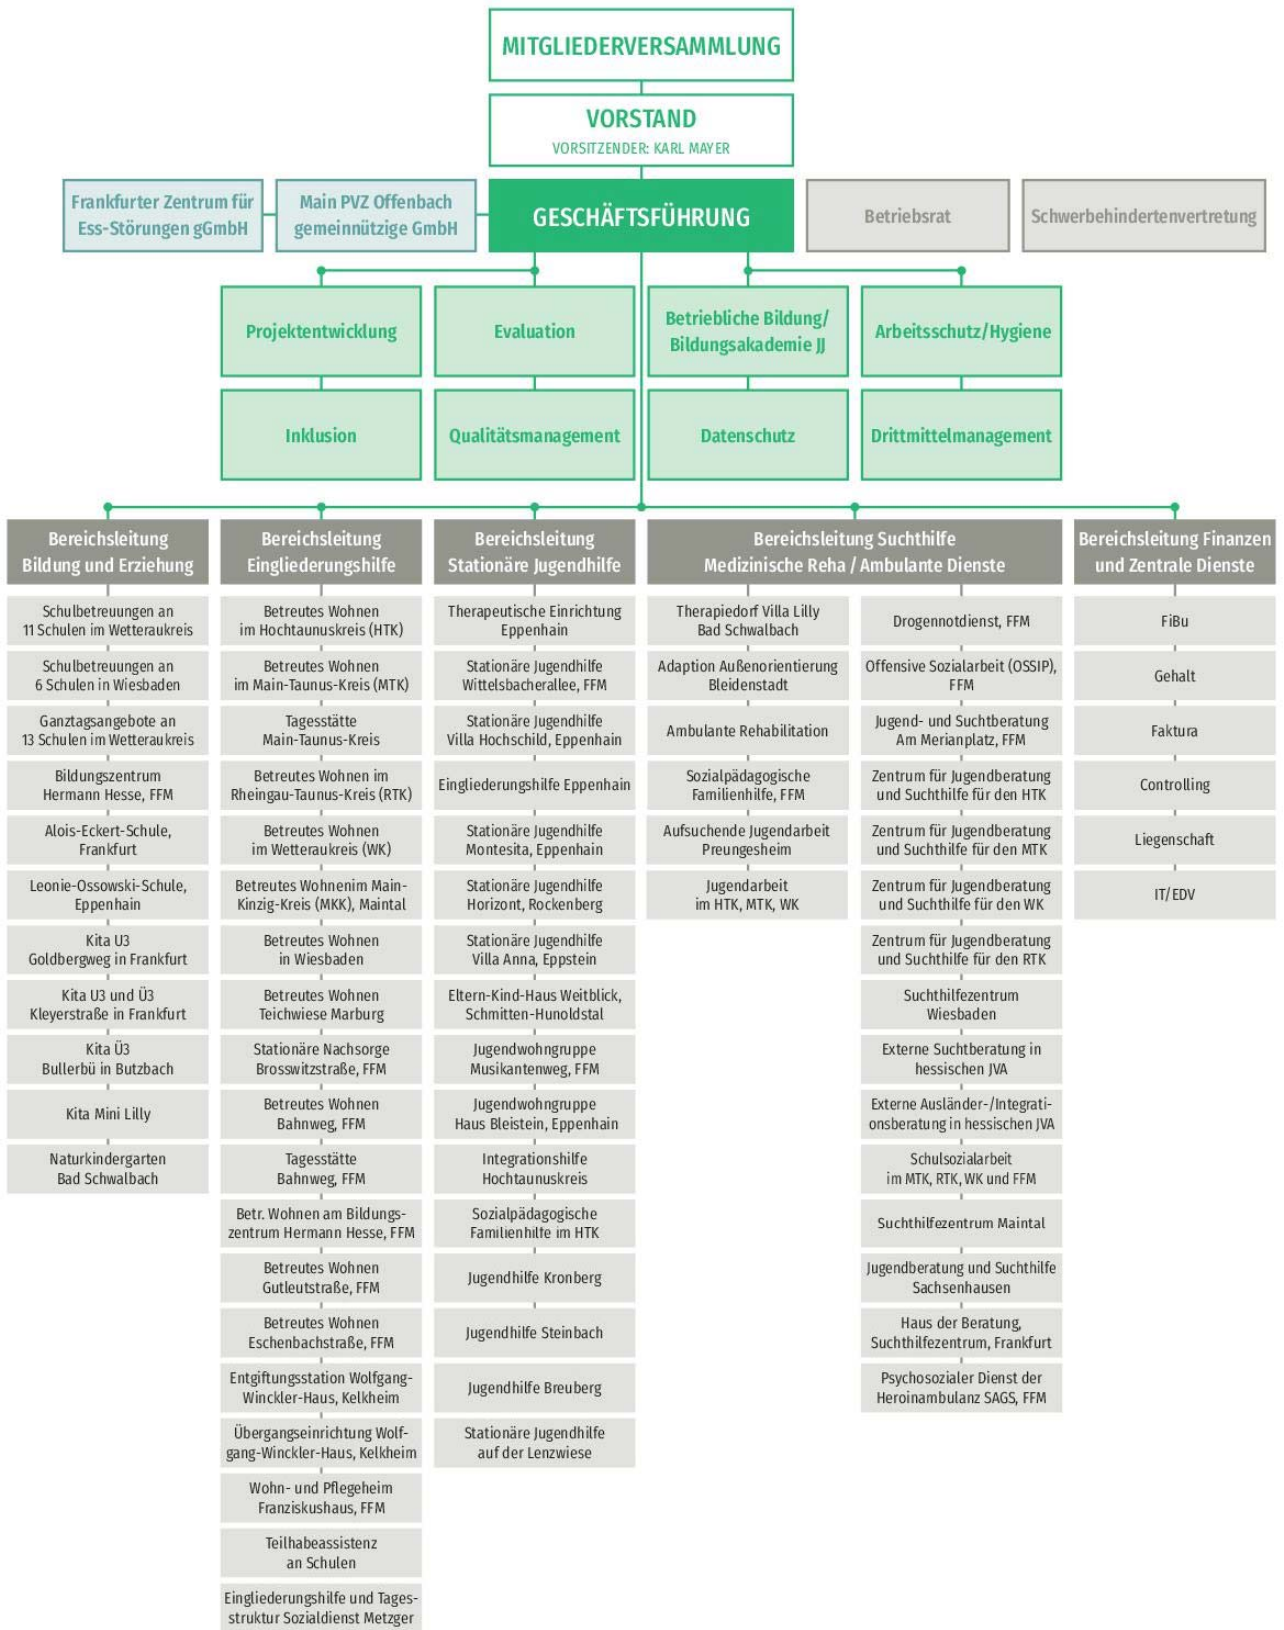 MITGLIEDERVERSAMMLUNG
VORSTAND
VORSITZENDER: KARL MAYER
Frankfurter Zentrum für
Ess-Störungen gGmbH
Main PVZ Offenbach
gemeinnützige GmbH
GESCHÄFTSFÜHRUNG
Betriebsrat
Schwerbehindertenvertretung
Projektentwicklung
Evaluation
Betriebliche Bildung/
Bildungsakademie JJ
Arbeitsschutz/Hygiene
Inklusion
Qualitätsmanagement
Datenschutz
Drittmittelmanagement
Bereichsleitung
Bildung und Erziehung
Schulbetreuungen an
11 Schulen im Wetteraukreis
Schulbetreuungen an
6 Schulen in Wiesbaden
Ganztagsangebote an
13 Schulen im Wetteraukreis
Bildungszentrum
Hermann Hesse, FFM
Alois-Eckert-Schule,
Frankfurt
Leonie-Ossowski-Schule,
Eppenhain
Kita U3
Goldbergweg in Frankfurt
Kita U3 und Ü3
Kleyerstraße in Frankfurt
Kita Ü3
Bullerbü in Butzbach
Kita Mini Lilly
Naturkindergarten
Bad Schwalbach
Bereichsleitung
Eingliederungshilfe
Betreutes Wohnen
im Hochtaunuskreis (HTK)
Betreutes Wohnen
im Main-Taunus-Kreis (MTK)
Tagesstätte
Main-Taunus-Kreis
Betreutes Wohnen im
Rheingau-Taunus-Kreis (RTK)
Betreutes Wohnen
im Wetteraukreis (WK)
Betreutes Wohnenim Main-
Kinzig-Kreis (MKK), Maintal
Betreutes Wohnen
in Wiesbaden
Betreutes Wohnen
Teichwiese Marburg
Stationäre Nachsorge
Brosswitzstraße, FFM
Betreutes Wohnen
Bahnweg, FFM
Tagesstätte
Bahnweg, FFM
Betr. Wohnen am Bildungs-
zentrum Hermann Hesse, FFM
Betreutes Wohnen
Gutleutstraße, FFM
Betreutes Wohnen
Eschenbachstraße, FFM
Entgiftungsstation Wolfgang-
Winckler-Haus, Kelkheim
Übergangseinrichtung Wolf-
gang-Winckler-Haus, Kelkheim
Wohn- und Pflegeheim
Franziskushaus, FFM
Teilhabeassistenz
an Schulen
Eingliederungshilfe und Tages-
struktur Sozialdienst Metzger
Bereichsleitung
Stationäre Jugendhilfe
Therapeutische Einrichtung
Eppenhain
Stationäre Jugendhilfe
Wittelsbacherallee, FFM
Stationäre Jugendhilfe
Villa Hochschild, Eppenhain
Eingliederungshilfe Eppenhain
Stationäre Jugendhilfe
Montesita, Eppenhain
Stationäre Jugendhilfe
Horizont, Rockenberg
Stationäre Jugendhilfe
Villa Anna, Eppstein
Eltern-Kind-Haus Weitblick,
Schmitten-Hunoldstal
Jugendwohngruppe
Musikantenweg, FFM
Jugendwohngruppe
Haus Bleistein, Eppenhain
Integrationshilfe
Hochtaunuskreis
Sozialpädagogische
Familienhilfe im HTK
Jugendhilfe Kronberg
Jugendhilfe Steinbach
Jugendhilfe Breuberg
Stationäre Jugendhilfe
auf der Lenzwiese
Bereichsleitung Suchthilfe
Medizinische Reha / Ambulante Dienste
Therapiedorf Villa Lilly
Bad Schwalbach
Adaption Außenorientierung
Bleidenstadt
Ambulante Rehabilitation
Sozialpädagogische
Familienhilfe, FFM
Aufsuchende Jugendarbeit
Preungesheim
Jugendarbeit
im HTK, MTK, WK
Drogennotdienst, FFM
Offensive Sozialarbeit (OSSIP),
FFM
Jugend- und Suchtberatung
Am Merianplatz, FFM
Zentrum für Jugendberatung
und Suchthilfe für den HTK
Zentrum für Jugendberatung
und Suchthilfe für den MTK
Zentrum für Jugendberatung
und Suchthilfe für den WK
Zentrum für Jugendberatung
und Suchthilfe für den RTK
Suchthilfezentrum
Wiesbaden
Externe Suchtberatung in
hessischen JVA
Externe Ausländer-/Integrati-
onsberatung in hessischen JVA
Schulsozialarbeit
im MTK, RTK, WK und FFM
Suchthilfezentrum Maintal
Jugendberatung und Suchthilfe
Sachsenhausen
Haus der Beratung,
Suchthilfezentrum, Frankfurt
Psychosozialer Dienst der
Heroinambulanz SAGS, FFM
Bereichsleitung Finanzen
und Zentrale Dienste
FiBu
Gehalt
Faktura
Controlling
Liegenschaft
IT/EDV